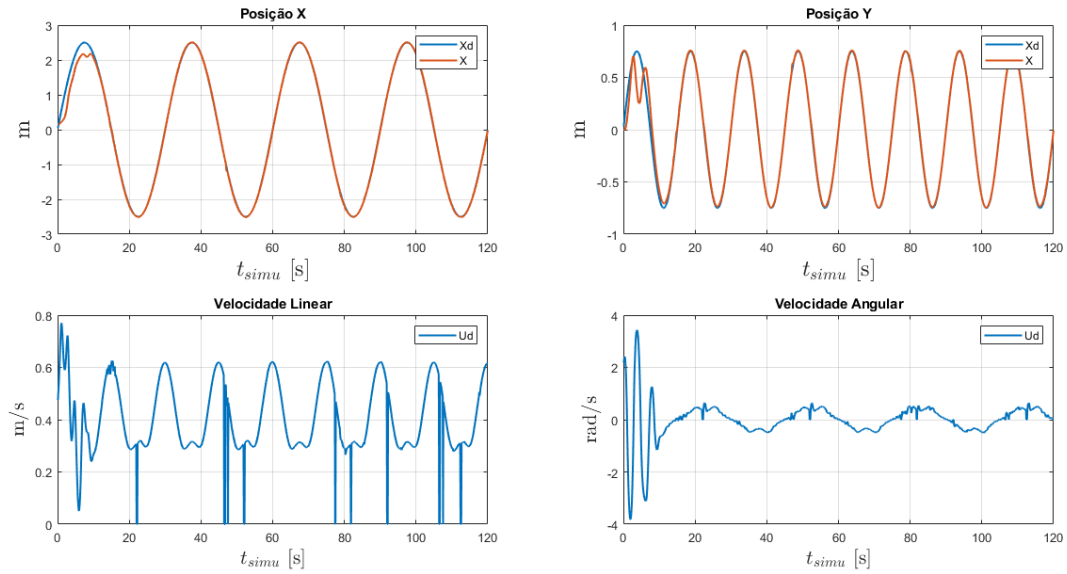 Posição X
3
2
1
0
-1
-2
-3
m
0 20 40 60 80 100 120
t_simu [s]
Xd
X
Posição Y
1
0.5
0
-0.5
-1
m
0 20 40 60 80 100 120
t_simu [s]
Xd
X
Velocidade Linear
0.8
0.6
0.4
0.2
0
m/s
0 20 40 60 80 100 120
t_simu [s]
Ud
Velocidade Angular
4
2
0
-2
-4
rad/s
0 20 40 60 80 100 120
t_simu [s]
Ud